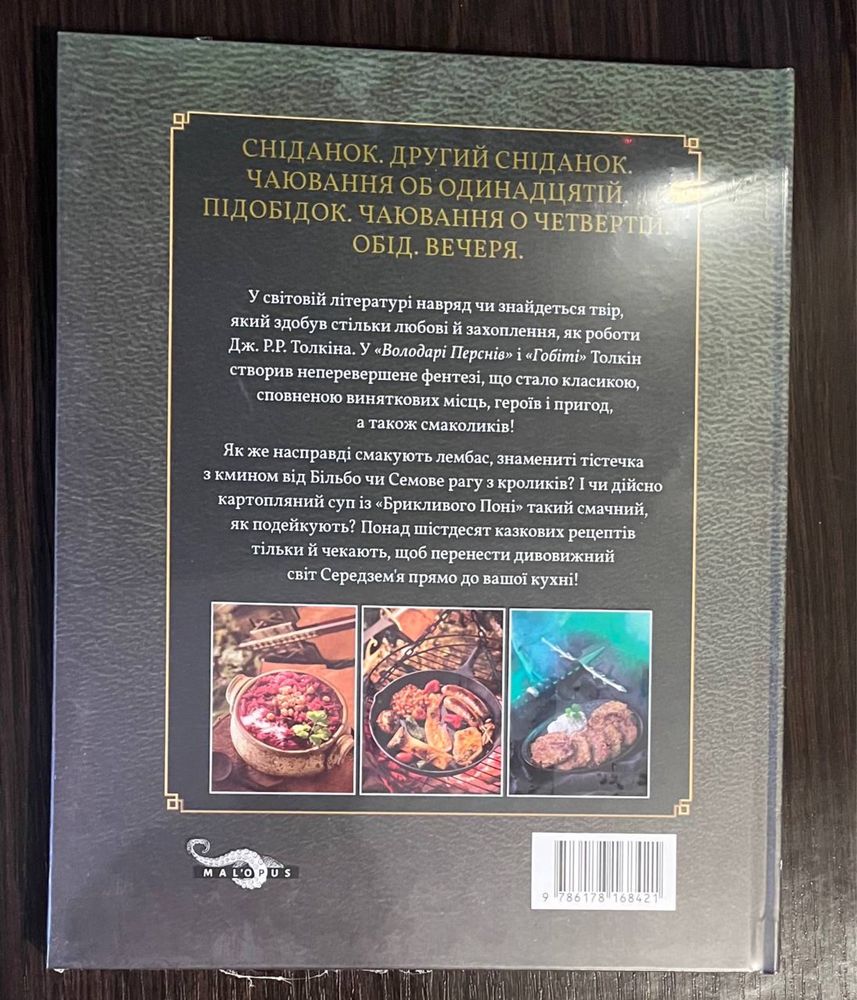 СНІДАНОК. ДРУГИЙ СНІДАНОК.
ЧАЮВАННЯ ОБ ОДИНАДЦЯТІЙ.
ПІДОБІДОК. ЧАЮВАННЯ О ЧЕТВЕРТІЙ.
ОБІД. ВЕЧЕРЯ.
У світовій літературі навряд чи знайдеться твір,
який здобув стільки любові й захоплення, як роботи
Дж. Р.Р. Толкіна. У «Володарі Перснів» і «Гобіті» Толкін
створив неперевершене фентезі, що стало класикою,
сповненою виняткових місць, героїв і пригод,
а також смаколиків!
Як же насправді смакують лембас, знамениті тістечка
з кмином від Більбо чи Семове рагу з кроликів? І чи дійсно
картопляний суп із «Брикливого Поні» такий смачний,
як подейкують? Понад шістдесят казкових рецептів
тільки й чекають, щоб перенести дивовижний
світ Середзем'я прямо до вашої кухні!
MAL'OPUS
9 786178 168421